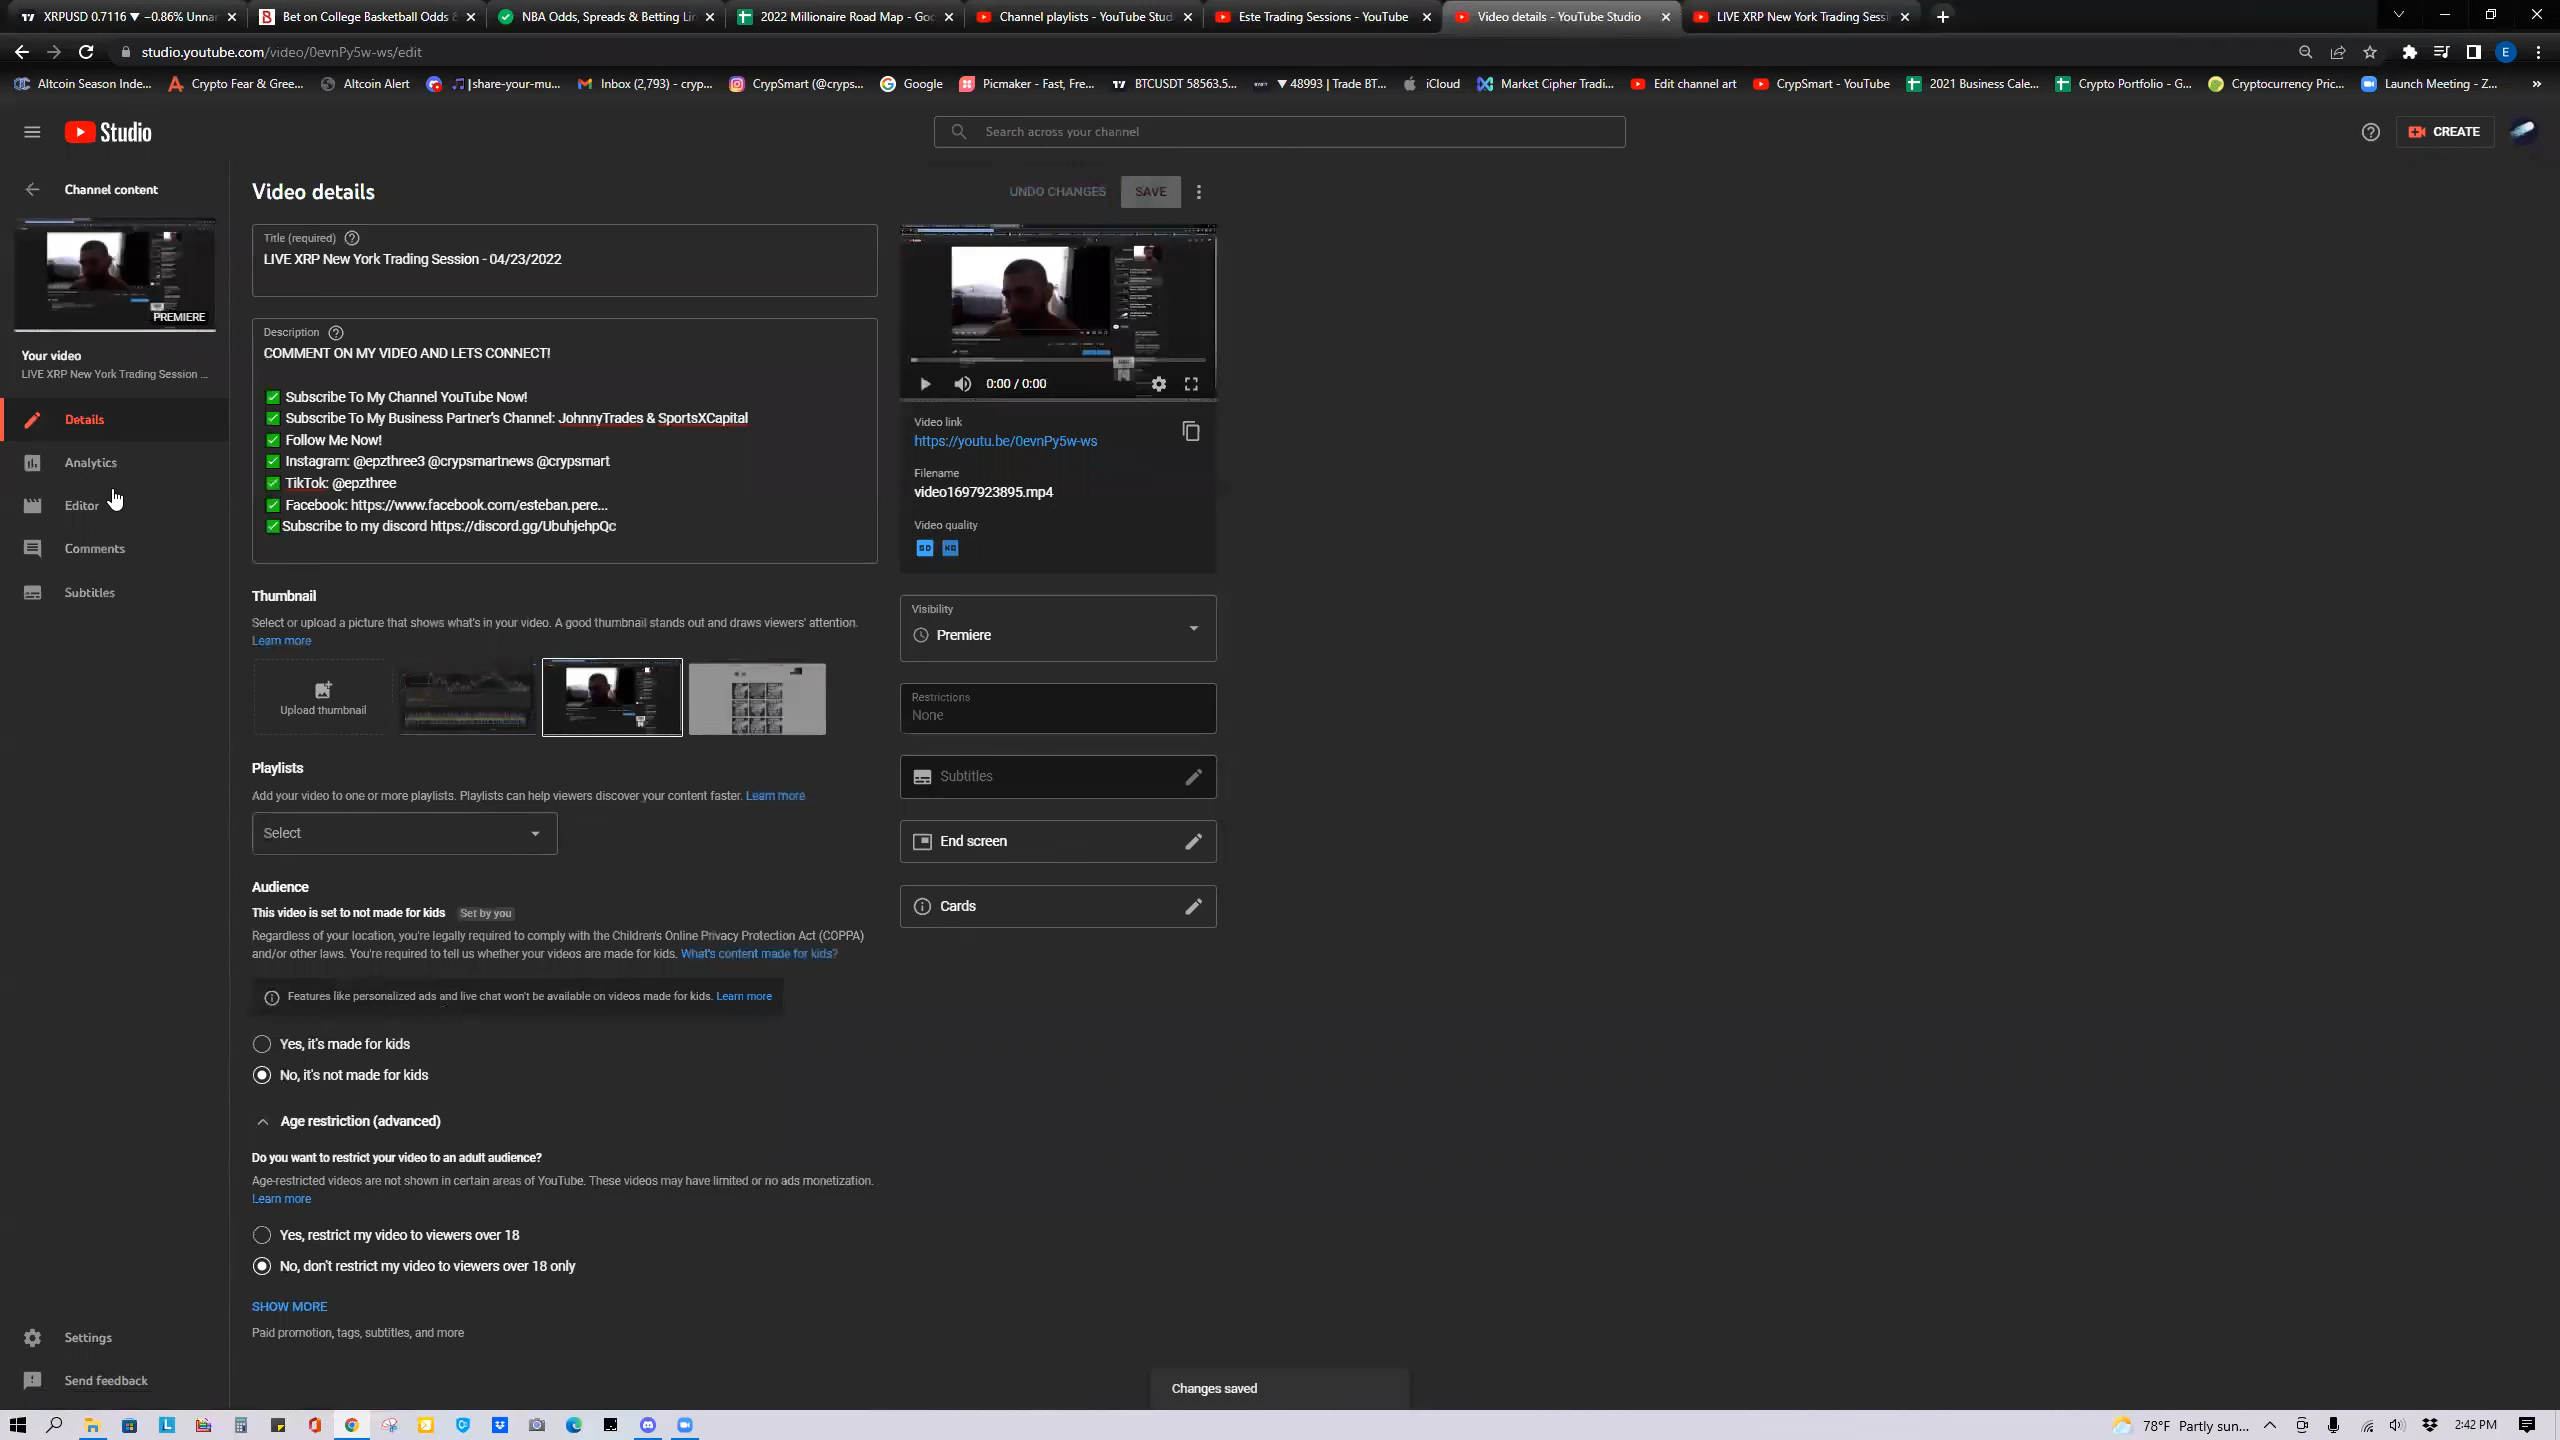 XRPUSD 0.7116 ▼ −0.86% Unnar
Bet on College Basketball Odds &
NBA Odds, Spreads & Betting Lin
2022 Millionaire Road Map - Goo
Channel playlists - YouTube Stud
Este Trading Sessions - YouTube
Video details - YouTube Studio
LIVE XRP New York Trading Sessi
studio.youtube.com/video/0evnPy5w-ws/edit
E
Altcoin Season Inde...
Crypto Fear & Gree...
Altcoin Alert
|share-your-mu...
Inbox (2,793) - cryp...
CrypSmart (@cryps...
Google
Picmaker - Fast, Fre...
BTCUSDT 58563.5...
▼ 48993 | Trade BT...
iCloud
Market Cipher Tradi...
Edit channel art
CrypSmart - YouTube
2021 Business Cale...
Crypto Portfolio - G...
Cryptocurrency Pric...
Launch Meeting - Z...
»
Studio
Search across your channel
CREATE
Channel content
PREMIERE
Your video
LIVE XRP New York Trading Session ...
Details
Analytics
Editor
Comments
Subtitles
Settings
Send feedback
Video details
UNDO CHANGES
SAVE
Title (required)
LIVE XRP New York Trading Session - 04/23/2022
Description
COMMENT ON MY VIDEO AND LETS CONNECT!
✅ Subscribe To My Channel YouTube Now!
✅ Subscribe To My Business Partner's Channel: JohnnyTrades & SportsXCapital
✅ Follow Me Now!
✅ Instagram: @epzthree3 @crypsmartnews @crypsmart
✅ TikTok: @epzthree
✅ Facebook: https://www.facebook.com/esteban.pere...
✅Subscribe to my discord https://discord.gg/UbuhjehpQc
Thumbnail
Select or upload a picture that shows what's in your video. A good thumbnail stands out and draws viewers' attention.
Learn more
Upload thumbnail
Playlists
Add your video to one or more playlists. Playlists can help viewers discover your content faster. Learn more
Select
Audience
This video is set to not made for kids Set by you
Regardless of your location, you're legally required to comply with the Children's Online Privacy Protection Act (COPPA)
and/or other laws. You're required to tell us whether your videos are made for kids. What's content made for kids?
Features like personalized ads and live chat won't be available on videos made for kids. Learn more
Yes, it's made for kids
No, it's not made for kids
Age restriction (advanced)
Do you want to restrict your video to an adult audience?
Age-restricted videos are not shown in certain areas of YouTube. These videos may have limited or no ads monetization.
Learn more
Yes, restrict my video to viewers over 18
No, don't restrict my video to viewers over 18 only
SHOW MORE
Paid promotion, tags, subtitles, and more
0:00 / 0:00
Video link
https://youtu.be/0evnPy5w-ws
Filename
video1697923895.mp4
Video quality
SD HQ
Visibility
Premiere
Restrictions
None
Subtitles
End screen
Cards
Changes saved
78°F Partly sun...
2:42 PM